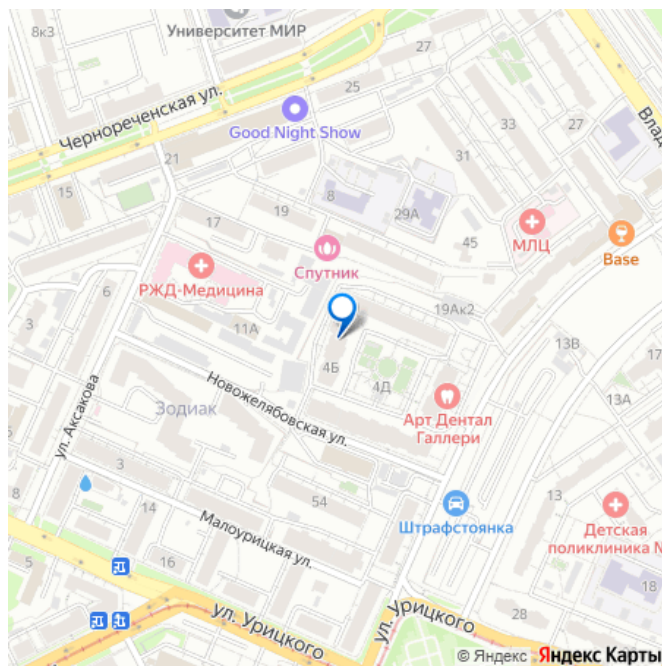 8к3
Университет МИР
27
Чернореченская ул.
25
Good Night Show
33
27
Влад
21
31
15
8
19
17
29А
45
МЛЦ
Base
Спутник
РЖД-Медицина
6
3
11А
19Ак2
13В
4Б
4Д
13А
Новожелябовская ул.
Зодиак
ул. Аксакова
Арт Дентал
Галлери
3
8
54
13
14
Малоурицкая ул.
Штрафстоянка
Детская
поликлиника №
5
16
18
ул. Урицкого
ул. Урицкого
28
© Яндекс Яндекс Карты